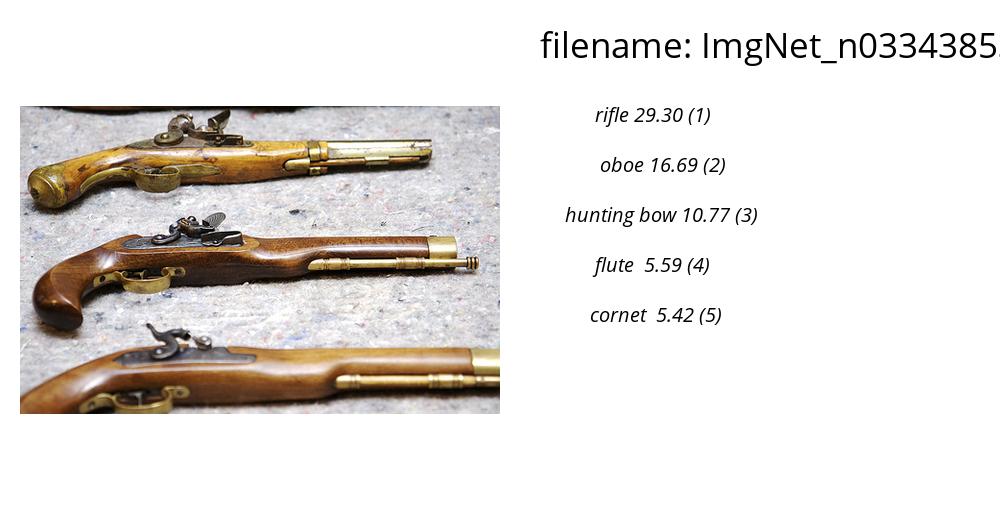 filename: ImgNet_n0334385
rifle 29.30 (1)
oboe 16.69 (2)
hunting bow 10.77 (3)
flute 5.59 (4)
cornet 5.42 (5)